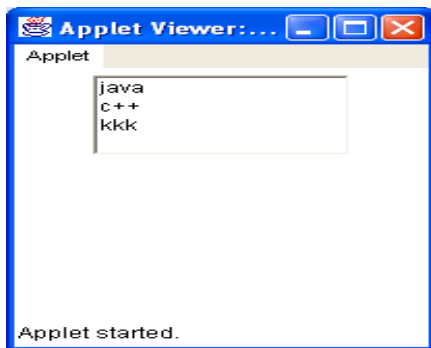 Applet Viewer:...
Applet
java
c++
kkk
Applet started.